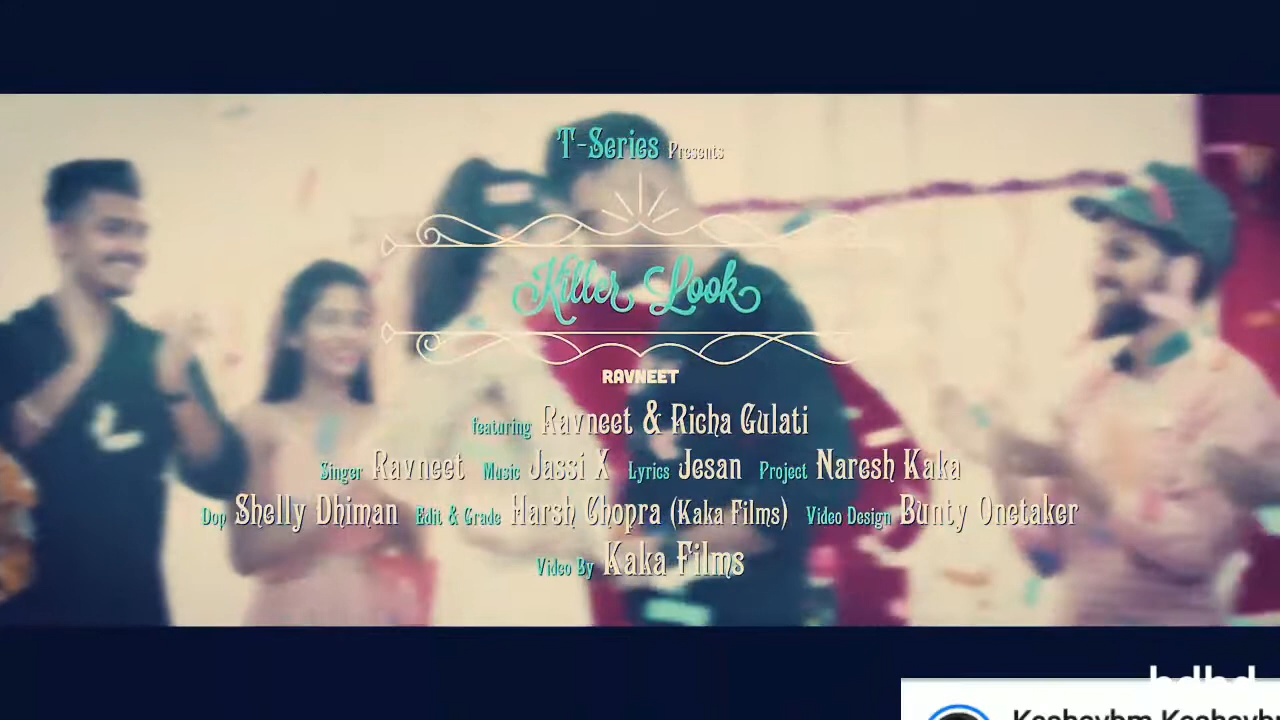 T-Series Presents
Killer Look
RAVNEET
featuring Ravneet & Richa Gulati
Singer Ravneet Music Jassi X Lyrics Jesan Project Naresh Kaka
Dop Shelly Dhiman Edit & Grade Harsh Chopra (Kaka Films) Video Design Bunty Onetaker
Video By Kaka Films